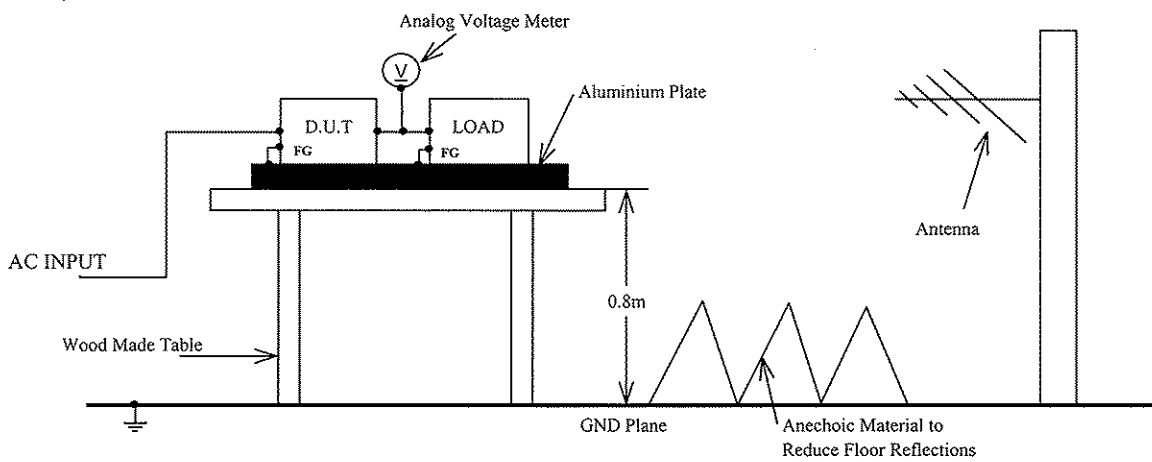 Analog Voltage Meter
V
Aluminium Plate
D.U.T
LOAD
FG
FG
Antenna
AC INPUT
0.8m
Wood Made Table
GND Plane
Anechoic Material to
Reduce Floor Reflections